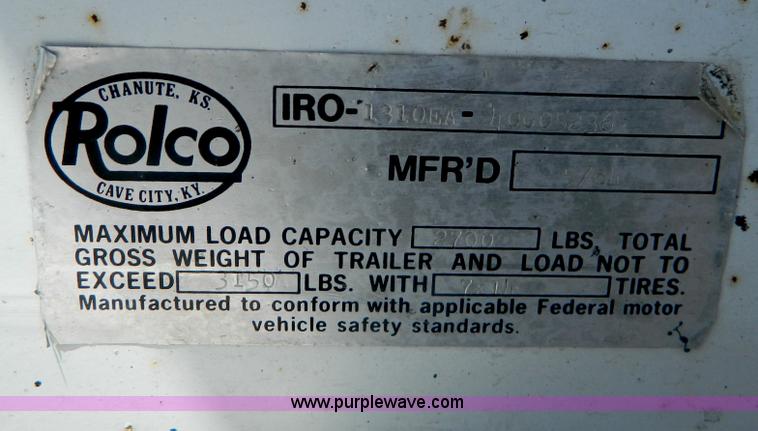 CHANUTE, KS.
Rolco
CAVE CITY, KY.
IRO-1310EA-
MFR'D
MAXIMUM LOAD CAPACITY 2700 LBS, TOTAL
GROSS WEIGHT OF TRAILER AND LOAD NOT TO
EXCEED 3150 LBS. WITH TIRES.
Manufactured to conform with applicable Federal motor
vehicle safety standards.
www.purplewave.com